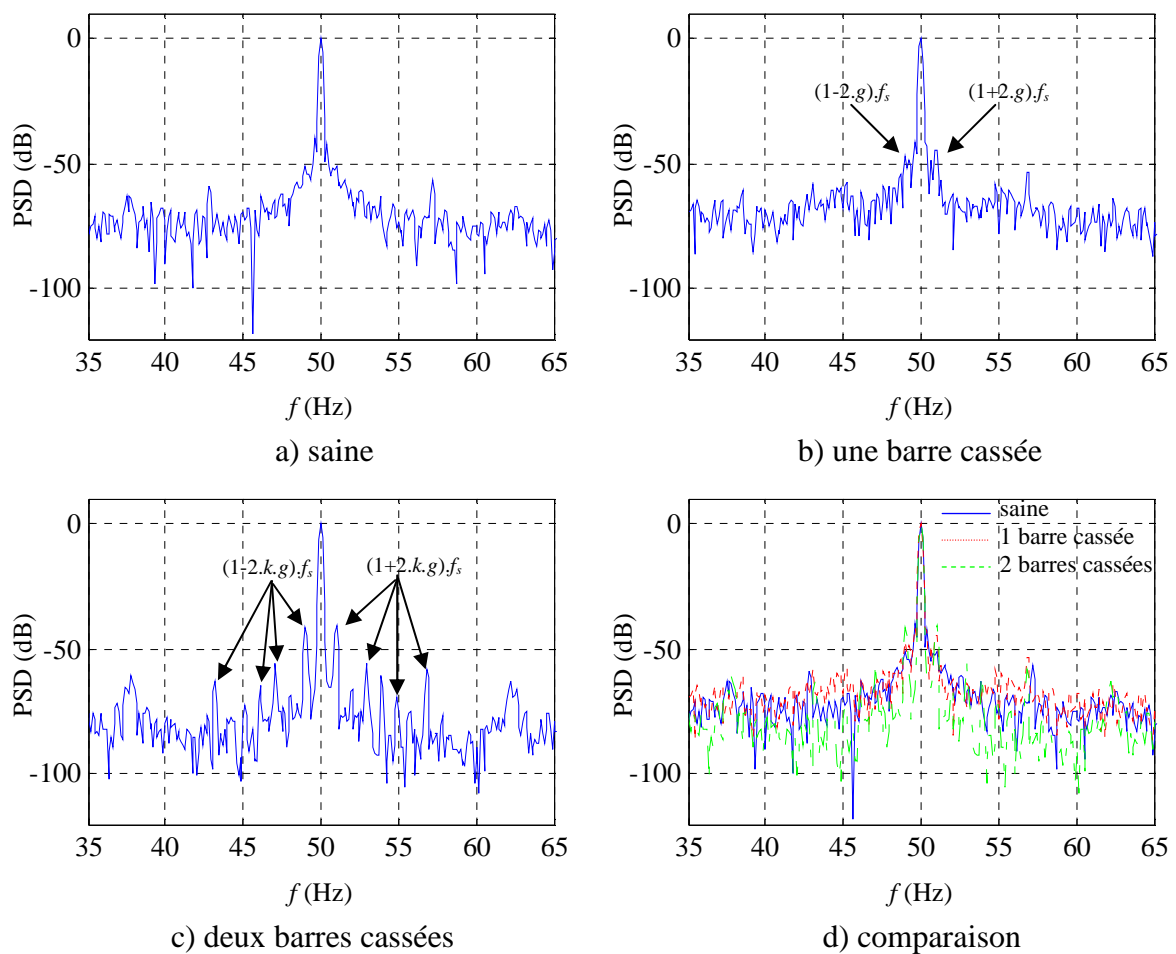 0
-50
-100
PSD (dB)
35 40 45 50 55 60 65
f (Hz)
a) saine
0
-50
-100
PSD (dB)
(1-2.g).fs
(1+2.g).fs
35 40 45 50 55 60 65
f (Hz)
b) une barre cassée
0
-50
-100
PSD (dB)
(1-2.k.g).fs
(1+2.k.g).fs
35 40 45 50 55 60 65
f (Hz)
c) deux barres cassées
0
-50
-100
PSD (dB)
saine
1 barre cassée
2 barres cassées
35 40 45 50 55 60 65
f (Hz)
d) comparaison